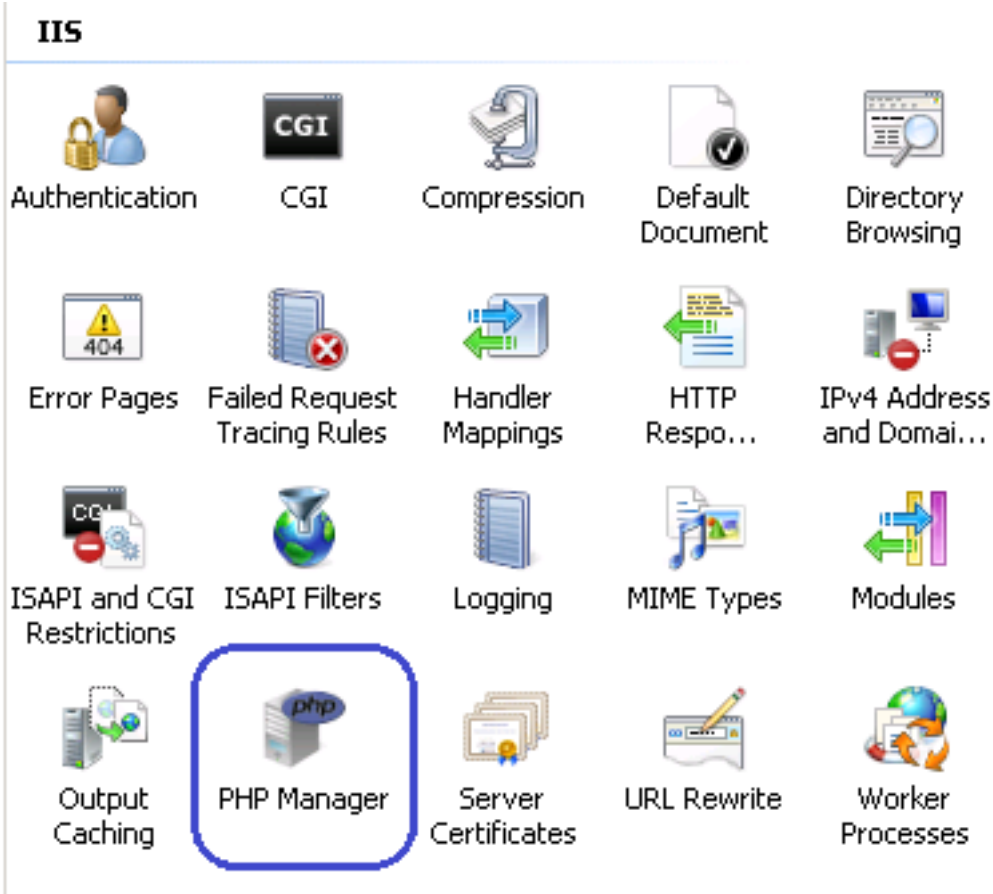 IIS
CGI
Authentication
CGI
Compression
Default
Document
Directory
Browsing
404
Error Pages
Failed Request
Tracing Rules
Handler
Mappings
HTTP
Respo...
IPv4 Address
and Domai...
ISAPI and CGI
Restrictions
ISAPI Filters
Logging
MIME Types
Modules
php
Output
Caching
PHP Manager
Server
Certificates
URL Rewrite
Worker
Processes